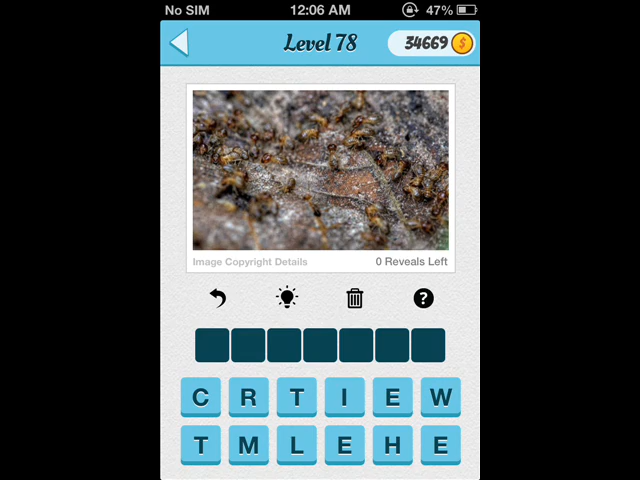 No SIM 12:06 AM 47%
Level 78 34669 $
Image Copyright Details 0 Reveals Left
?
C R T I E W
T M L E H E